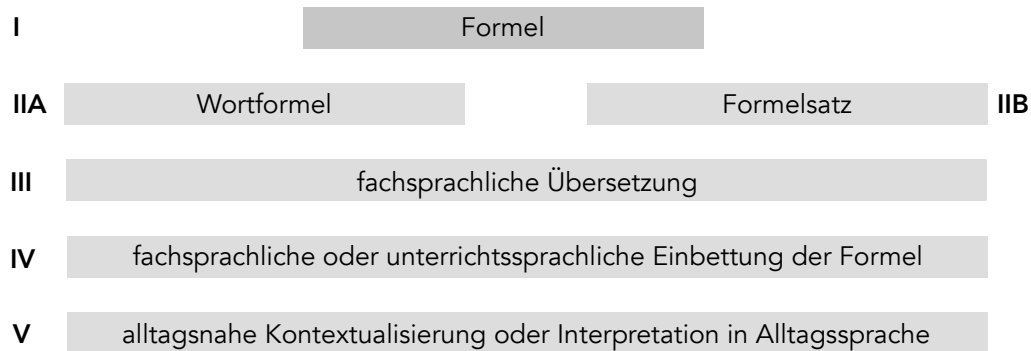 I Formel
IIA Wortformel Formelsatz IIB
III fachsprachliche Übersetzung
IV fachsprachliche oder unterrichtssprachliche Einbettung der Formel
V alltagsnahe Kontextualisierung oder Interpretation in Alltagssprache